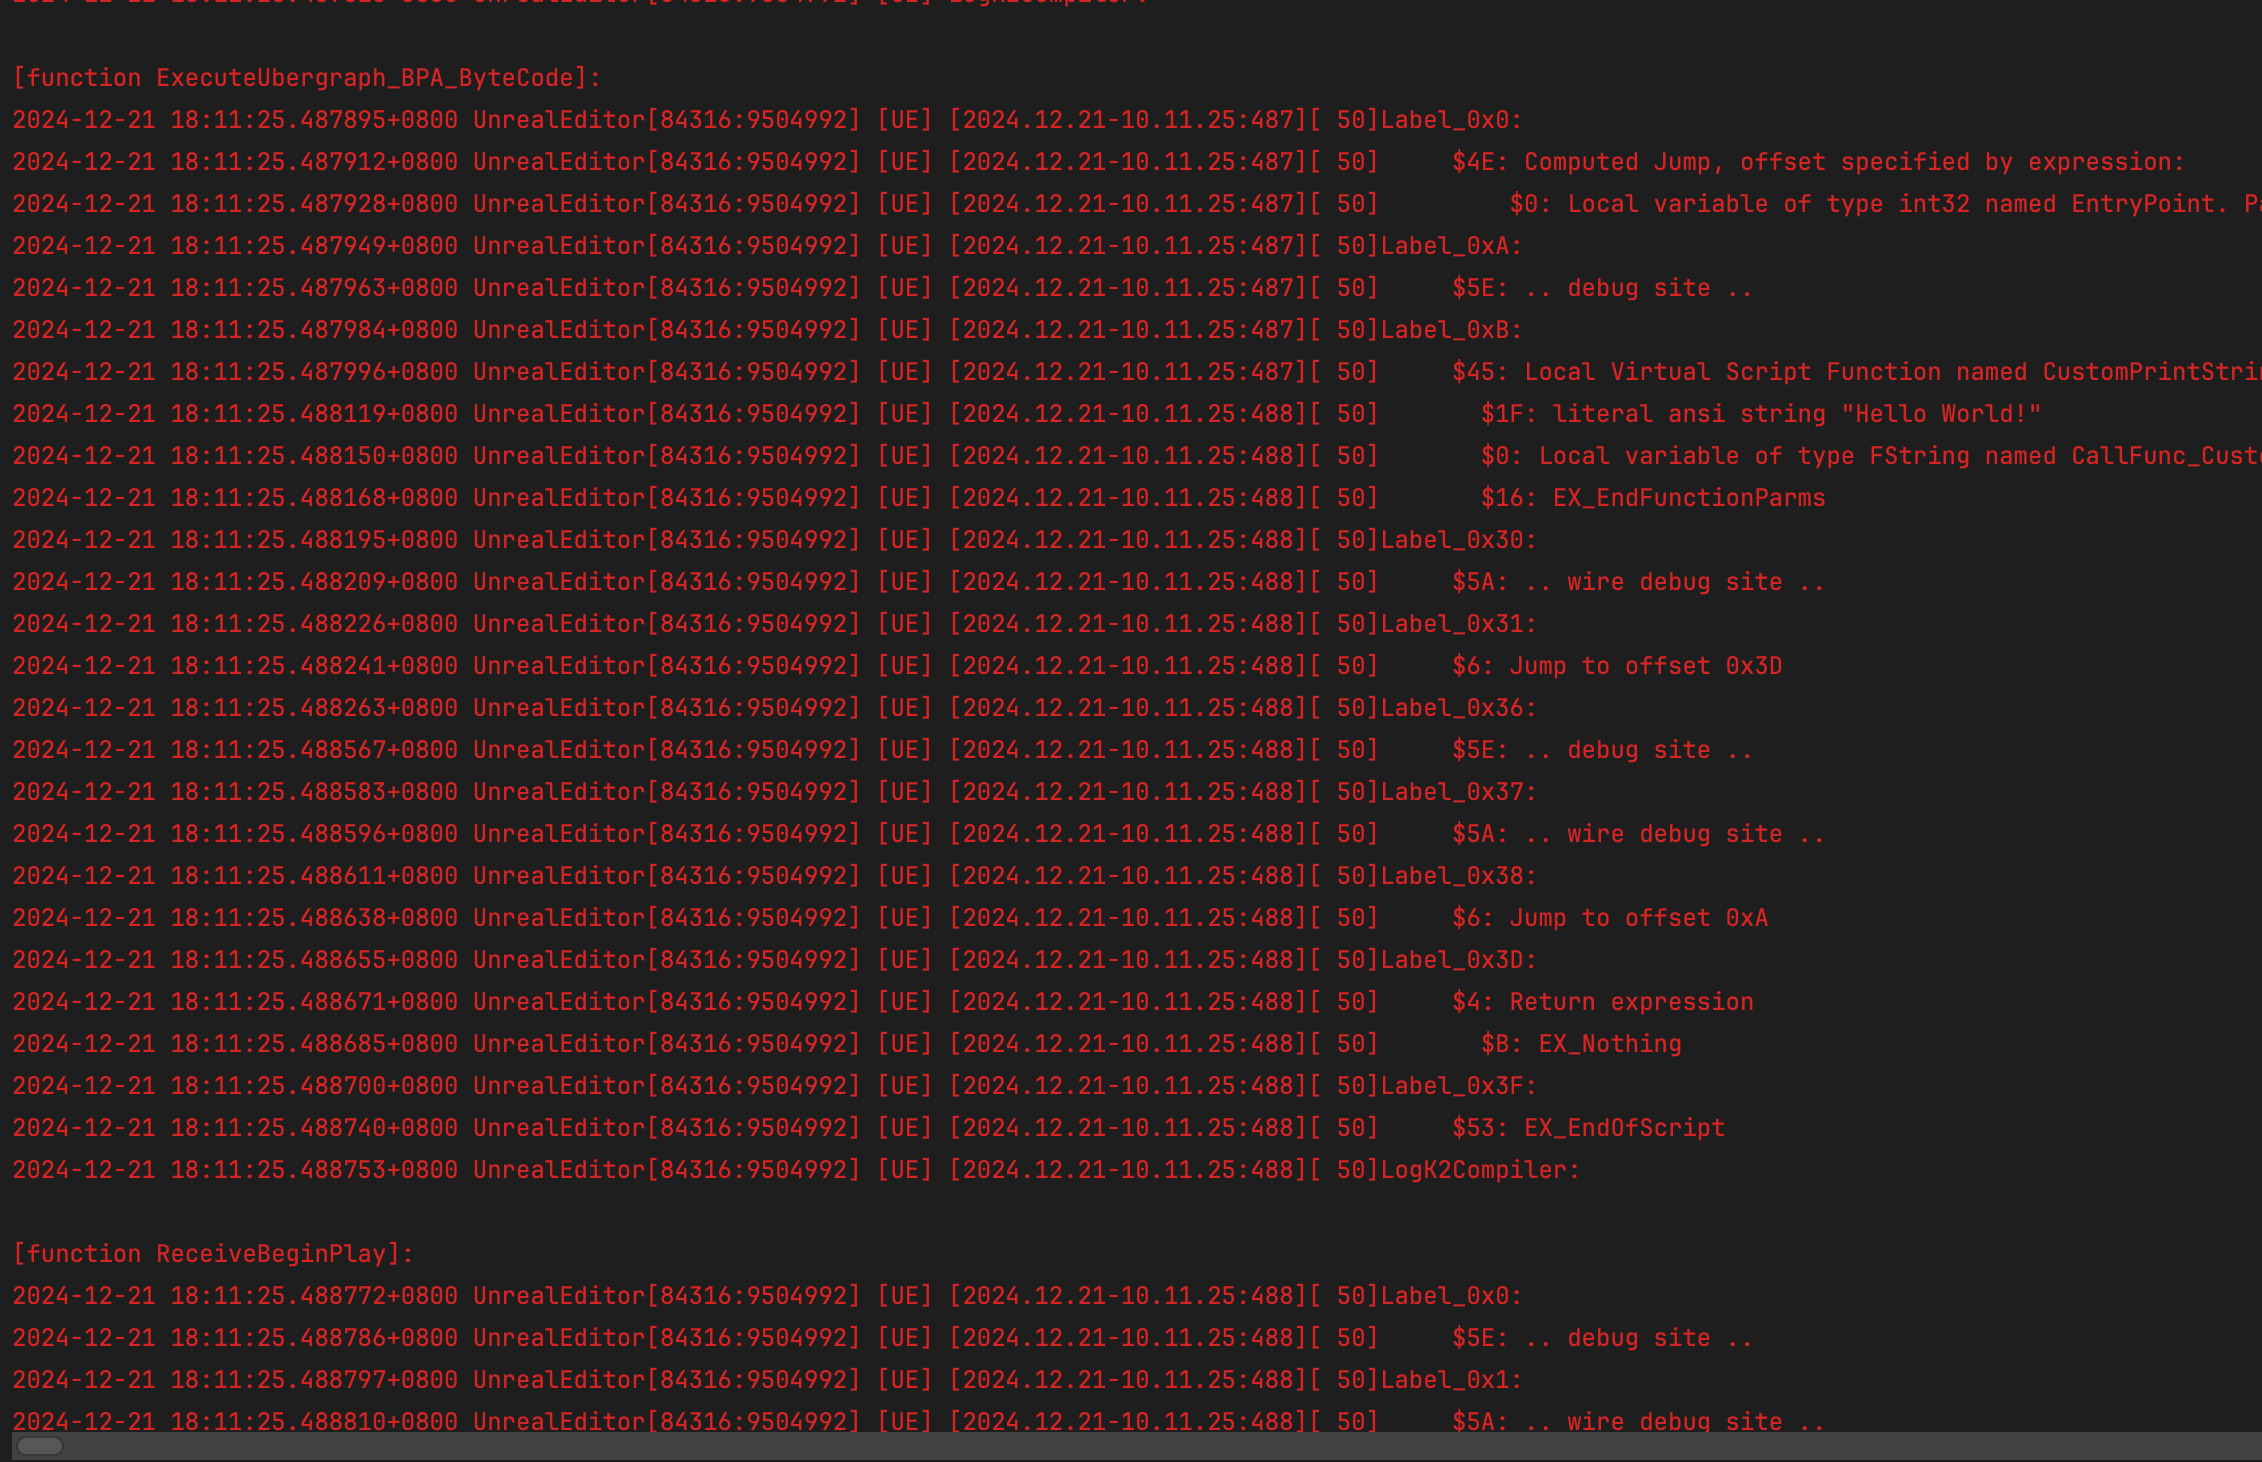 [function ExecuteUbergraph_BPA_ByteCode]:
2024-12-21 18:11:25.487895+0800 UnrealEditor[84316:9504992] [UE] [2024.12.21-10.11.25:487][ 50]Label_0x0:
2024-12-21 18:11:25.487912+0800 UnrealEditor[84316:9504992] [UE] [2024.12.21-10.11.25:487][ 50]     $4E: Computed Jump, offset specified by expression:
2024-12-21 18:11:25.487928+0800 UnrealEditor[84316:9504992] [UE] [2024.12.21-10.11.25:487][ 50]         $0: Local variable of type int32 named EntryPoint.
2024-12-21 18:11:25.487949+0800 UnrealEditor[84316:9504992] [UE] [2024.12.21-10.11.25:487][ 50]Label_0xA:
2024-12-21 18:11:25.487963+0800 UnrealEditor[84316:9504992] [UE] [2024.12.21-10.11.25:487][ 50]     $5E: .. debug site ..
2024-12-21 18:11:25.487984+0800 UnrealEditor[84316:9504992] [UE] [2024.12.21-10.11.25:487][ 50]Label_0xB:
2024-12-21 18:11:25.487996+0800 UnrealEditor[84316:9504992] [UE] [2024.12.21-10.11.25:487][ 50]     $45: Local Virtual Script Function named
2024-12-21 18:11:25.488119+0800 UnrealEditor[84316:9504992] [UE] [2024.12.21-10.11.25:488][ 50]       $1F: literal ansi string "Hello World!"
2024-12-21 18:11:25.488150+0800 UnrealEditor[84316:9504992] [UE] [2024.12.21-10.11.25:488][ 50]       $0: Local variable of type FString named
2024-12-21 18:11:25.488168+0800 UnrealEditor[84316:9504992] [UE] [2024.12.21-10.11.25:488][ 50]       $16: EX_EndFunctionParms
2024-12-21 18:11:25.488195+0800 UnrealEditor[84316:9504992] [UE] [2024.12.21-10.11.25:488][ 50]Label_0x30:
2024-12-21 18:11:25.488209+0800 UnrealEditor[84316:9504992] [UE] [2024.12.21-10.11.25:488][ 50]     $5A: .. wire debug site ..
2024-12-21 18:11:25.488226+0800 UnrealEditor[84316:9504992] [UE] [2024.12.21-10.11.25:488][ 50]Label_0x31:
2024-12-21 18:11:25.488241+0800 UnrealEditor[84316:9504992] [UE] [2024.12.21-10.11.25:488][ 50]     $6: Jump to offset 0x3D
2024-12-21 18:11:25.488263+0800 UnrealEditor[84316:9504992] [UE] [2024.12.21-10.11.25:488][ 50]Label_0x36:
2024-12-21 18:11:25.488567+0800 UnrealEditor[84316:9504992] [UE] [2024.12.21-10.11.25:488][ 50]     $5E: .. debug site ..
2024-12-21 18:11:25.488583+0800 UnrealEditor[84316:9504992] [UE] [2024.12.21-10.11.25:488][ 50]Label_0x37:
2024-12-21 18:11:25.488596+0800 UnrealEditor[84316:9504992] [UE] [2024.12.21-10.11.25:488][ 50]     $5A: .. wire debug site ..
2024-12-21 18:11:25.488611+0800 UnrealEditor[84316:9504992] [UE] [2024.12.21-10.11.25:488][ 50]Label_0x38:
2024-12-21 18:11:25.488638+0800 UnrealEditor[84316:9504992] [UE] [2024.12.21-10.11.25:488][ 50]     $6: Jump to offset 0xA
2024-12-21 18:11:25.488655+0800 UnrealEditor[84316:9504992] [UE] [2024.12.21-10.11.25:488][ 50]Label_0x3D:
2024-12-21 18:11:25.488671+0800 UnrealEditor[84316:9504992] [UE] [2024.12.21-10.11.25:488][ 50]     $4: Return expression
2024-12-21 18:11:25.488685+0800 UnrealEditor[84316:9504992] [UE] [2024.12.21-10.11.25:488][ 50]       $B: EX_Nothing
2024-12-21 18:11:25.488700+0800 UnrealEditor[84316:9504992] [UE] [2024.12.21-10.11.25:488][ 50]Label_0x3F:
2024-12-21 18:11:25.488740+0800 UnrealEditor[84316:9504992] [UE] [2024.12.21-10.11.25:488][ 50]     $53: EX_EndOfScript
2024-12-21 18:11:25.488753+0800 UnrealEditor[84316:9504992] [UE] [2024.12.21-10.11.25:488][ 50]LogK2Compiler:
[function ReceiveBeginPlay]:
2024-12-21 18:11:25.488772+0800 UnrealEditor[84316:9504992] [UE] [2024.12.21-10.11.25:488][ 50]Label_0x0:
2024-12-21 18:11:25.488786+0800 UnrealEditor[84316:9504992] [UE] [2024.12.21-10.11.25:488][ 50]     $5E: .. debug site ..
2024-12-21 18:11:25.488797+0800 UnrealEditor[84316:9504992] [UE] [2024.12.21-10.11.25:488][ 50]Label_0x1:
2024-12-21 18:11:25.488810+0800 UnrealEditor[84316:9504992] [UE] [2024.12.21-10.11.25:488][ 50]     $5A: .. wire debug site ..